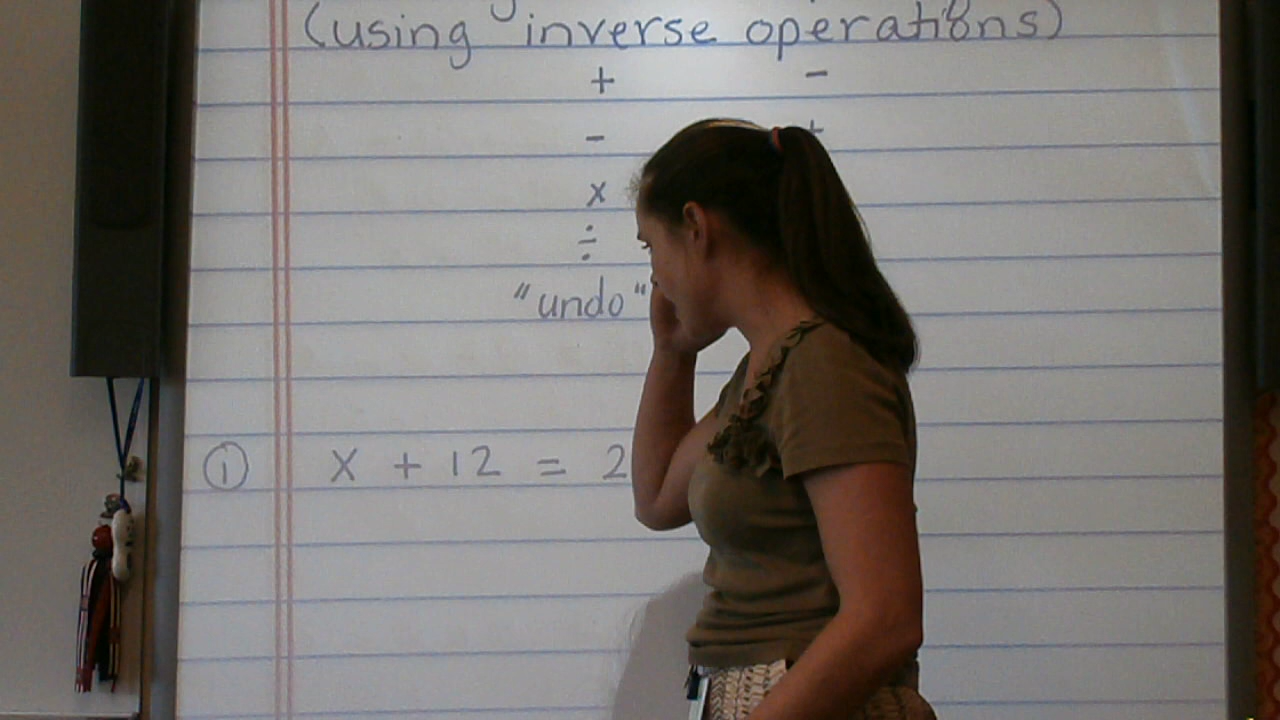 (using inverse operations)
+ -
- +
x
÷
"undo"
① x + 12 = 2